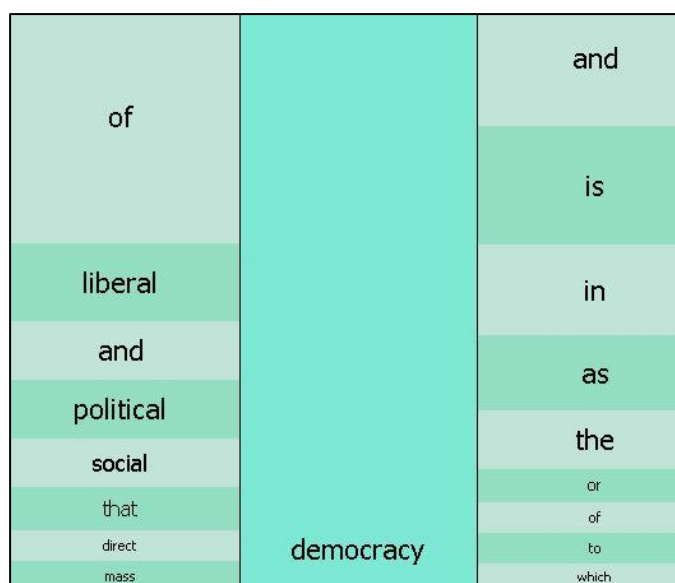 of
liberal
and
political
social
that
direct
mass
democracy
and
is
in
as
the
or
of
to
which